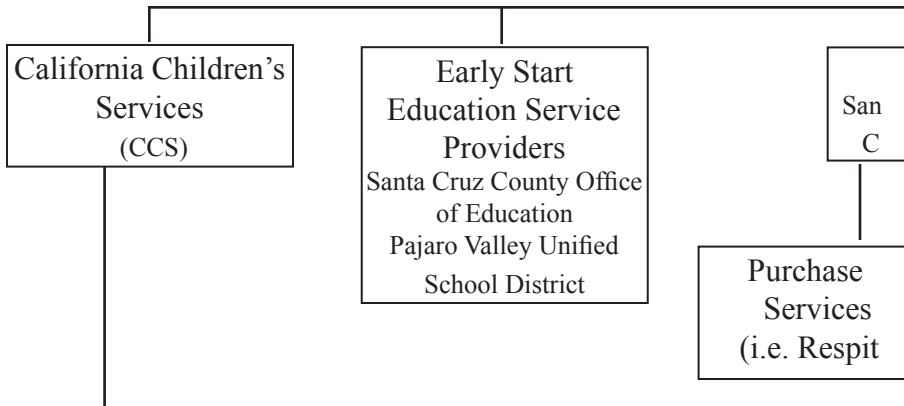 California Children’s
Services
(CCS)
Early Start
Education Service
Providers
Santa Cruz County Office
of Education
Pajaro Valley Unified
School District
San
C
Purchase
Services
(i.e. Respit